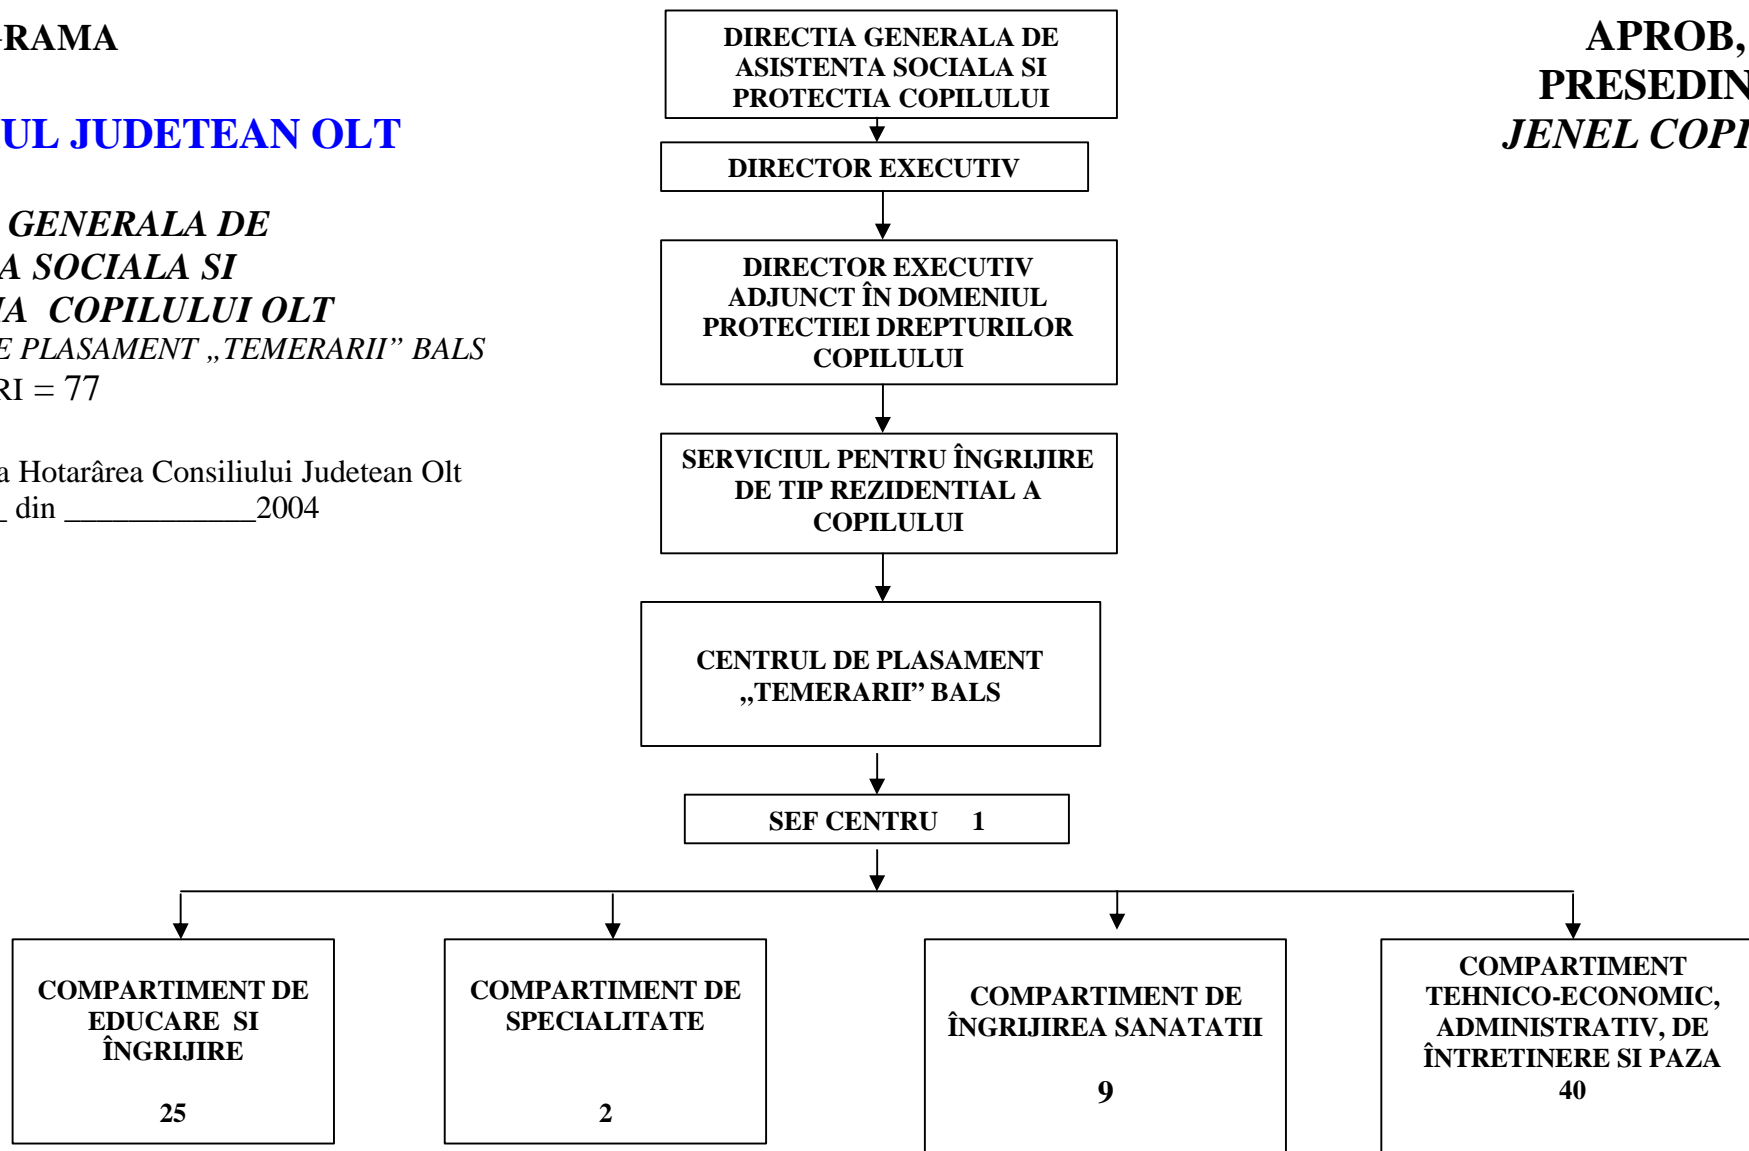 GRAMA
UL JUDETEAN OLT
GENERALA DE
A SOCIALA SI
IA COPILULUI OLT
E PLASAMENT „TEMERARII” BALS
RI = 77
a Hotarârea Consiliului Judetean Olt
_ din ____________2004
APROB,
PRESEDIN
JENEL COPI
DIRECTIA GENERALA DE
ASISTENTA SOCIALA SI
PROTECTIA COPILULUI
DIRECTOR EXECUTIV
DIRECTOR EXECUTIV
ADJUNCT ÎN DOMENIUL
PROTECTIEI DREPTURILOR
COPILULUI
SERVICIUL PENTRU ÎNGRIJIRE
DE TIP REZIDENTIAL A
COPILULUI
CENTRUL DE PLASAMENT
„TEMERARII” BALS
SEF CENTRU 1
COMPARTIMENT DE
EDUCARE SI
ÎNGRIJIRE
25
COMPARTIMENT DE
SPECIALITATE
2
COMPARTIMENT DE
ÎNGRIJIREA SANATATII
9
COMPARTIMENT
TEHNICO-ECONOMIC,
ADMINISTRATIV, DE
ÎNTRETINERE SI PAZA
40